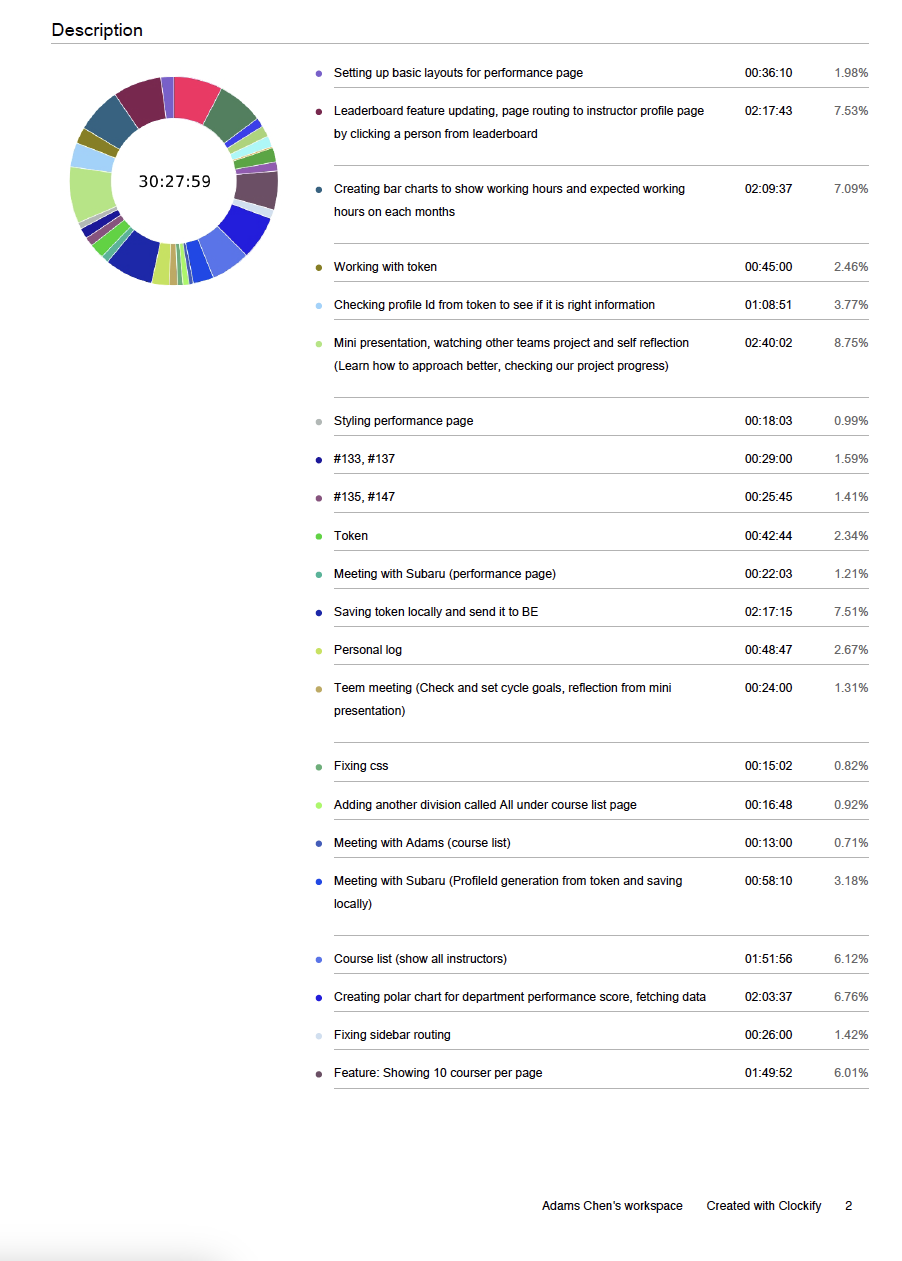 Description
30:27:59
Setting up basic layouts for performance page 00:36:10 1.98%
Leaderboard feature updating, page routing to instructor profile page 02:17:43 7.53%
by clicking a person from leaderboard
Creating bar charts to show working hours and expected working 02:09:37 7.09%
hours on each months
Working with token 00:45:00 2.46%
Checking profile Id from token to see if it is right information 01:08:51 3.77%
Mini presentation, watching other teams project and self reflection 02:40:02 8.75%
(Learn how to approach better, checking our project progress)
Styling performance page 00:18:03 0.99%
#133, #137 00:29:00 1.59%
#135, #147 00:25:45 1.41%
Token 00:42:44 2.34%
Meeting with Subaru (performance page) 00:22:03 1.21%
Saving token locally and send it to BE 02:17:15 7.51%
Personal log 00:48:47 2.67%
Teem meeting (Check and set cycle goals, reflection from mini 00:24:00 1.31%
presentation)
Fixing css 00:15:02 0.82%
Adding another division called All under course list page 00:16:48 0.92%
Meeting with Adams (course list) 00:13:00 0.71%
Meeting with Subaru (ProfileId generation from token and saving 00:58:10 3.18%
locally)
Course list (show all instructors) 01:51:56 6.12%
Creating polar chart for department performance score, fetching data 02:03:37 6.76%
Fixing sidebar routing 00:26:00 1.42%
Feature: Showing 10 courser per page 01:49:52 6.01%
Adams Chen's workspace Created with Clockify 2